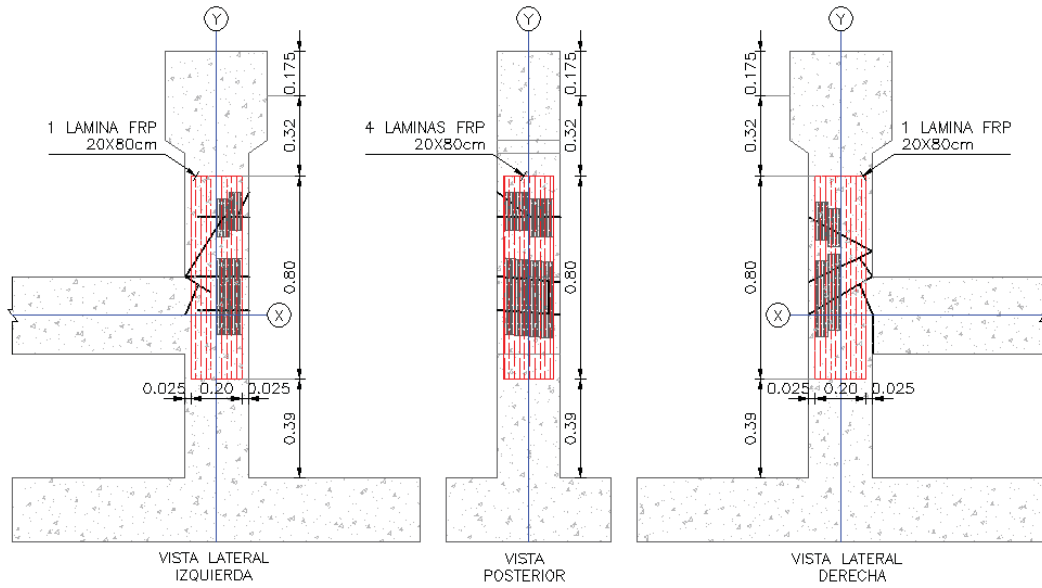 Y
Y
Y
0.175
0.175
0.175
1 LAMINA FRP
20X80cm
0.32
4 LAMINAS FRP
20X80cm
0.32
0.32
1 LAMINA FRP
20X80cm
0.80
0.80
0.80
X
X
0.025 0.20 0.025
0.025 0.20 0.025
0.39
0.39
0.39
VISTA LATERAL
IZQUIERDA
VISTA
POSTERIOR
VISTA LATERAL
DERECHA